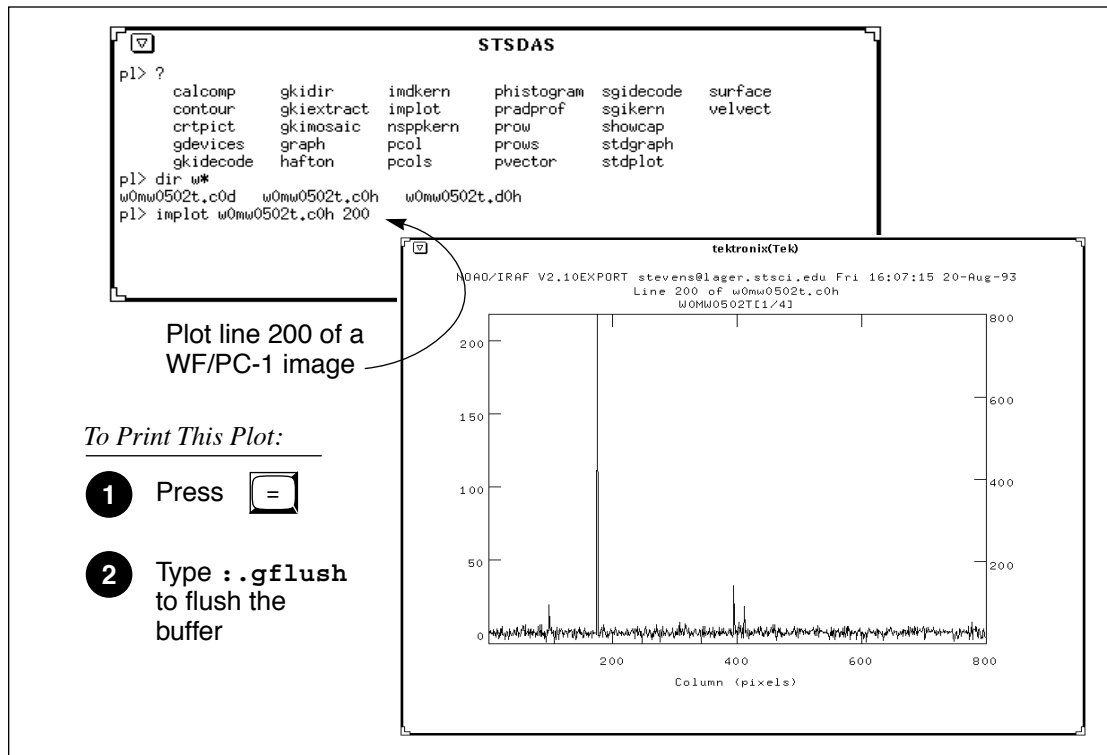 STSDAS
pl> ?
calcomp gkidir imdkern phistogram sgidecode surface
contour gkiextract implot pradprof sgikern velvect
crtpict gkimosaic nsppkern prow showcap
gdevices graph pcol prows stdgraph
gkidecode hafton pcols pvector stdplot
pl> dir w*
w0mw0502t.c0d w0mw0502t.c0h w0mw0502t.d0h
pl> implot w0mw0502t.c0h 200
Plot line 200 of a
WF/PC-1 image
To Print This Plot:
1 Press =
2 Type :.gflush
to flush the
buffer
tektronix(Tek)
NOAO/IRAF V2.10EXPORT stevens@lager.stsci.edu Fri 16:07:15 20-Aug-93
Line 200 of w0mw0502t.c0h
W0MW0502T[1/4]
200
150
100
50
0
800
600
400
200
200 400 600 800
Column (pixels)